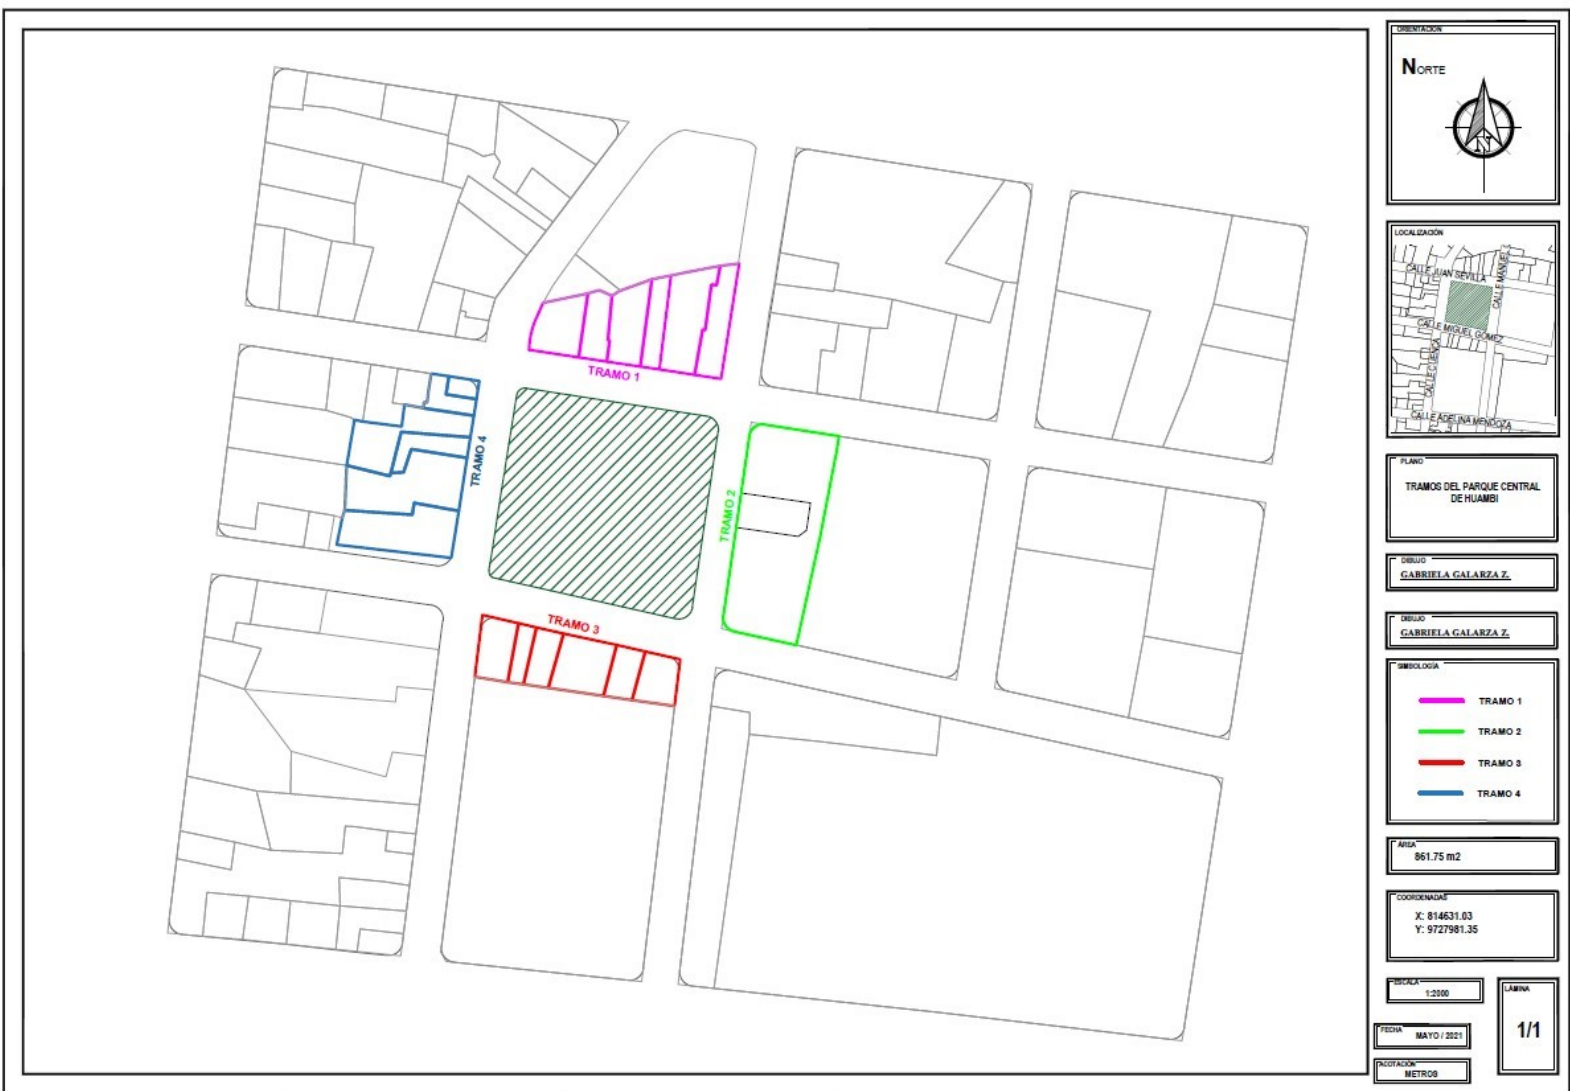 TRAMO 1
TRAMO 4
TRAMO 2
TRAMO 3
ORIENTACIÓN
NORTE
N
LOCALIZACIÓN
CALLE JUAN SEVILLA
CALLE MANUEL
CALLE MIGUEL GOMEZ
CALLE CUENCA
CALLE ADELINA MENDOZA
PLANO
TRAMOS DEL PARQUE CENTRAL
DE HUAMBI
DIBUJO
GABRIELA GALARZA Z.
DIBUJO
GABRIELA GALARZA Z.
SIMBOLOGÍA
TRAMO 1
TRAMO 2
TRAMO 3
TRAMO 4
ÁREA
861.75 m2
COORDENADAS
X: 814631.03
Y: 9727981.35
ESCALA
1:2000
LÁMINA
1/1
FECHA
MAYO / 2021
ACOTACIÓN
METROS